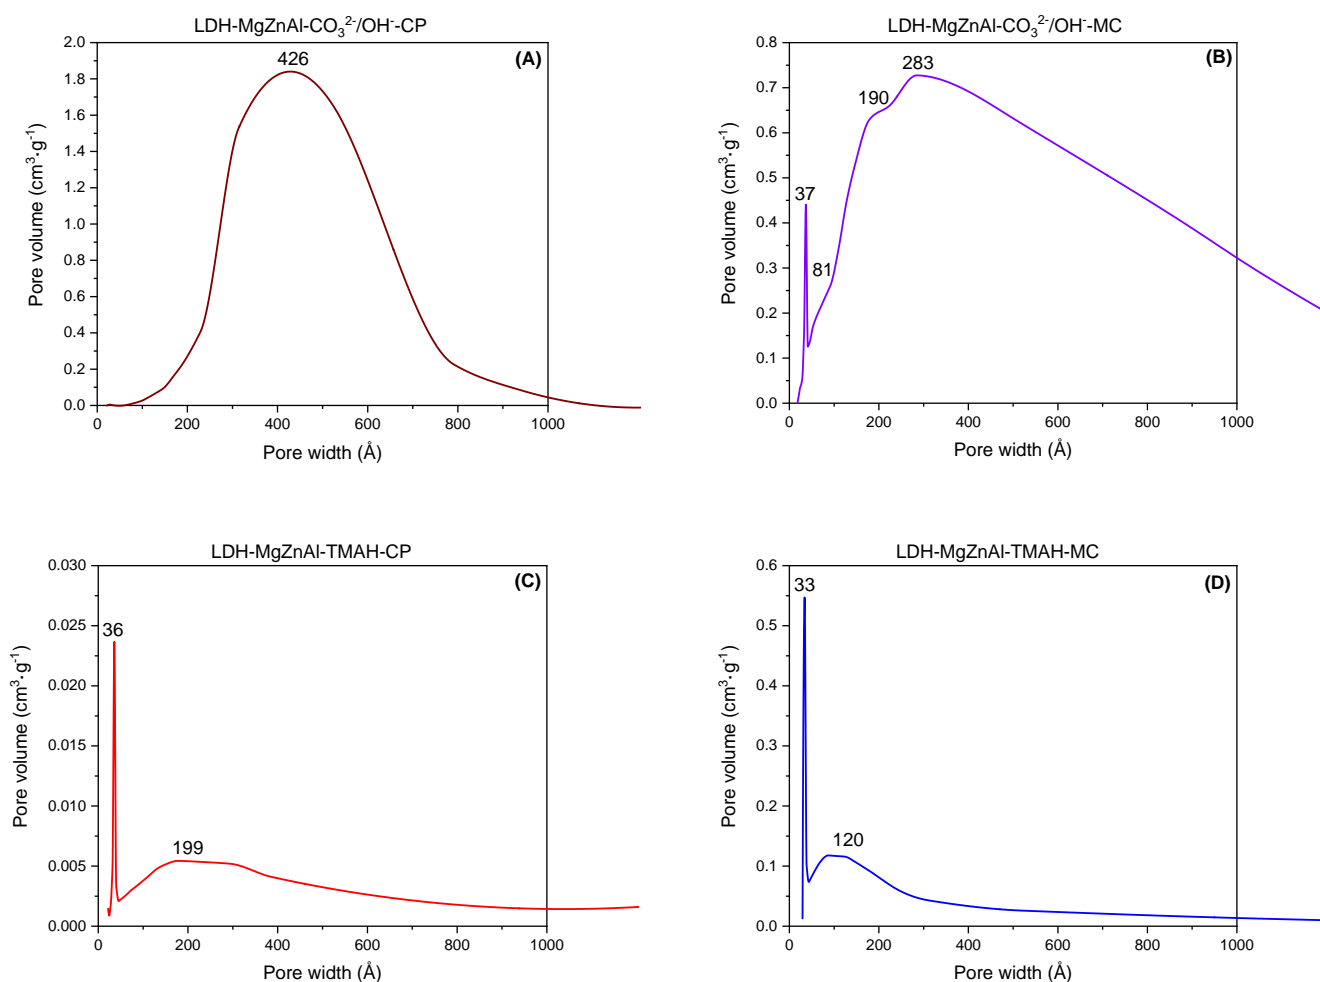 LDH-MgZnAl-CO₃²⁻/OH⁻-CP
(A)
426
2.0
1.8
1.6
1.4
1.2
1.0
0.8
0.6
0.4
0.2
0.0
Pore volume (cm³·g⁻¹)
0 200 400 600 800 1000
Pore width (Å)
LDH-MgZnAl-CO₃²⁻/OH⁻-MC
(B)
283
190
37
81
0.8
0.7
0.6
0.5
0.4
0.3
0.2
0.1
0.0
Pore volume (cm³·g⁻¹)
0 200 400 600 800 1000
Pore width (Å)
LDH-MgZnAl-TMAH-CP
(C)
36
199
0.030
0.025
0.020
0.015
0.010
0.005
0.000
Pore volume (cm³·g⁻¹)
0 200 400 600 800 1000
Pore width (Å)
LDH-MgZnAl-TMAH-MC
(D)
33
120
0.6
0.5
0.4
0.3
0.2
0.1
0.0
Pore volume (cm³·g⁻¹)
0 200 400 600 800 1000
Pore width (Å)